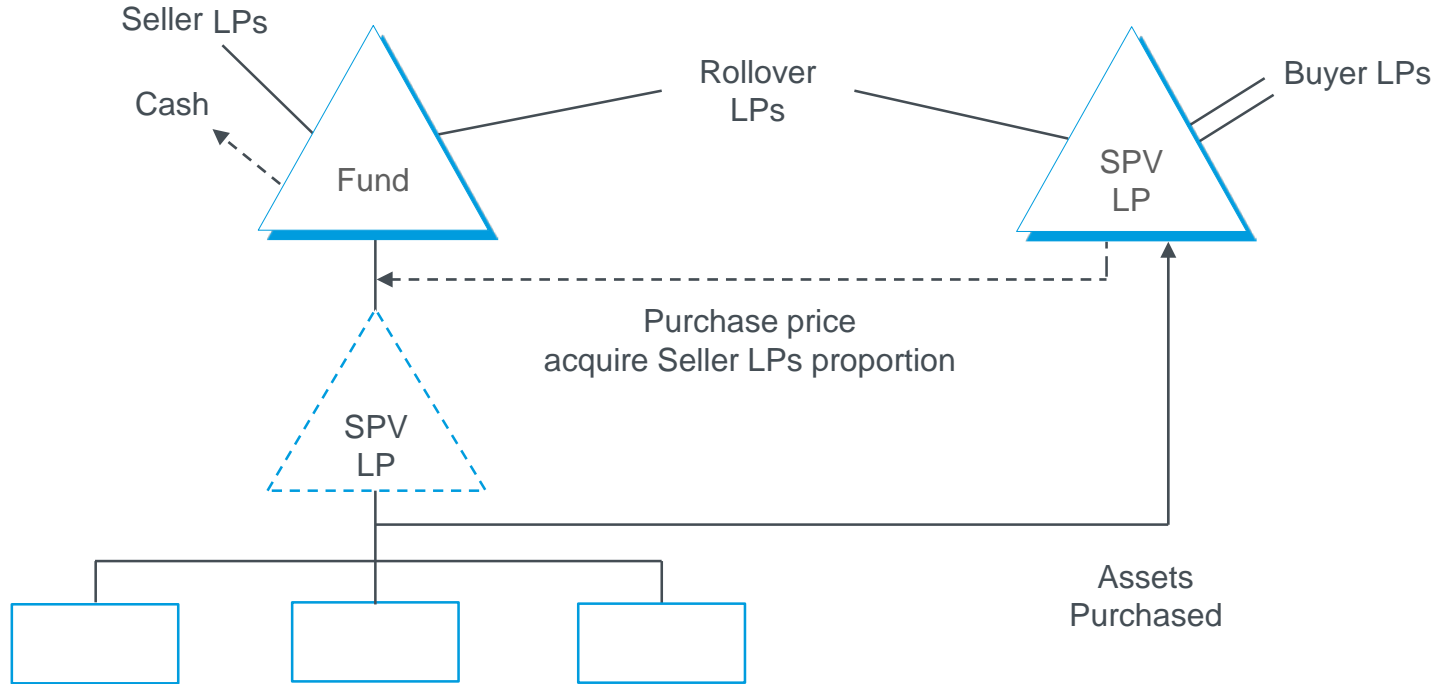 Seller LPs
Cash
Fund
Rollover
LPs
Buyer LPs
SPV
LP
Purchase price
acquire Seller LPs proportion
SPV
LP
Assets
Purchased